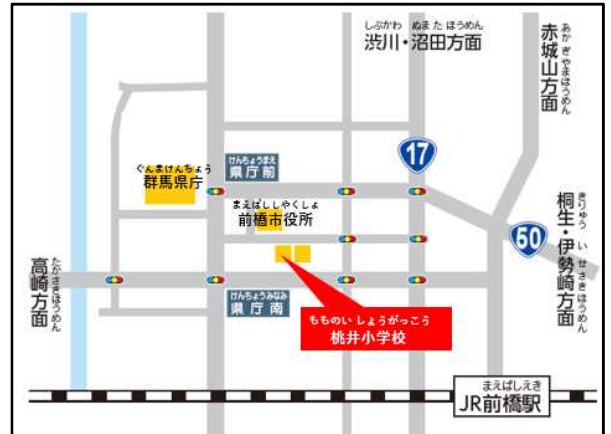 しぶかわ ぬまたほうめん
渋川・沼田方面
あかぎやまほうめん
赤城山方面
17
けんちょうまえ
県庁前
ぐんまけんちょう
群馬県庁
まえばししやくしょ
前橋市役所
50
きりゅう いせさきほうめん
桐生・伊勢崎方面
たかさきほうめん
高崎方面
けんちょうみなみ
県庁南
もものい しょうがっこう
桃井小学校
まえばしえき
JR前橋駅